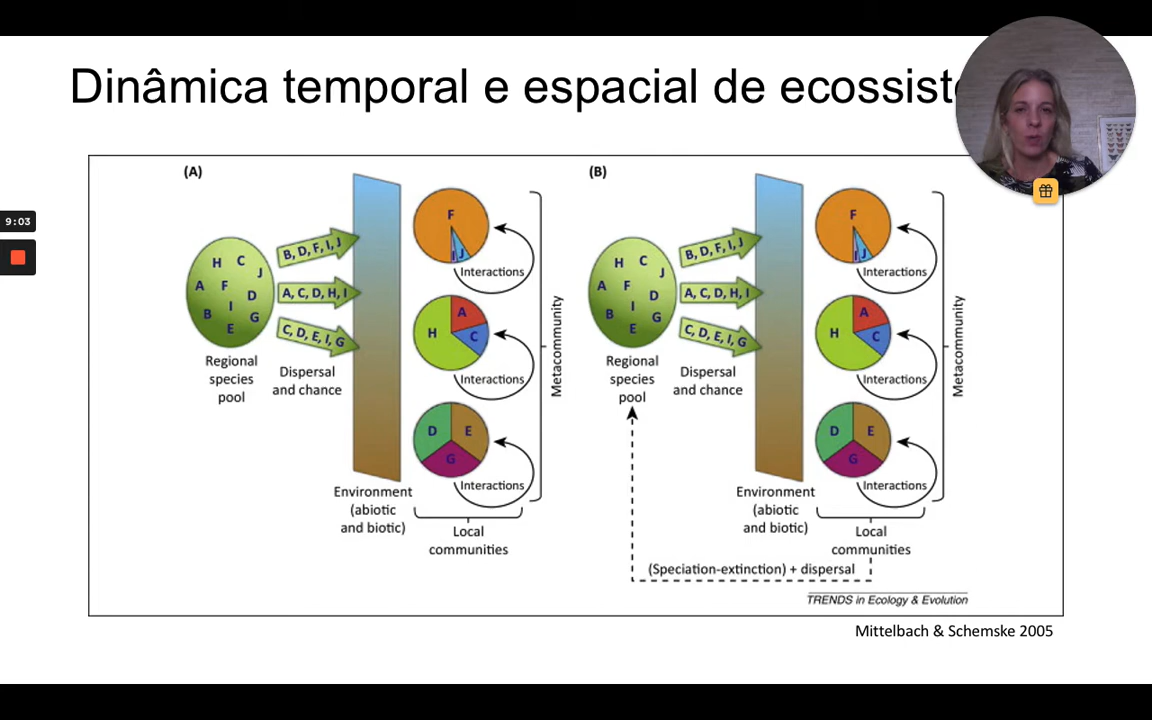 Dinâmica temporal e espacial de ecossist
(A)
H C
J
A F
D
I
B G
E
Regional
species
pool
B, D, F, I, J
A, C, D, H, I
C, D, E, I, G
Dispersal
and chance
Environment
(abiotic
and biotic)
F
I J
Interactions
A
H
C
Interactions
D E
G
Interactions
Local
communities
Metacommunity
(B)
H C
J
A F
D
I
B G
E
Regional
species
pool
B, D, F, I, J
A, C, D, H, I
C, D, E, I, G
Dispersal
and chance
Environment
(abiotic
and biotic)
F
I J
Interactions
A
H
C
Interactions
D E
G
Interactions
Local
communities
Metacommunity
(Speciation-extinction) + dispersal
TRENDS in Ecology & Evolution
Mittelbach & Schemske 2005
9:03